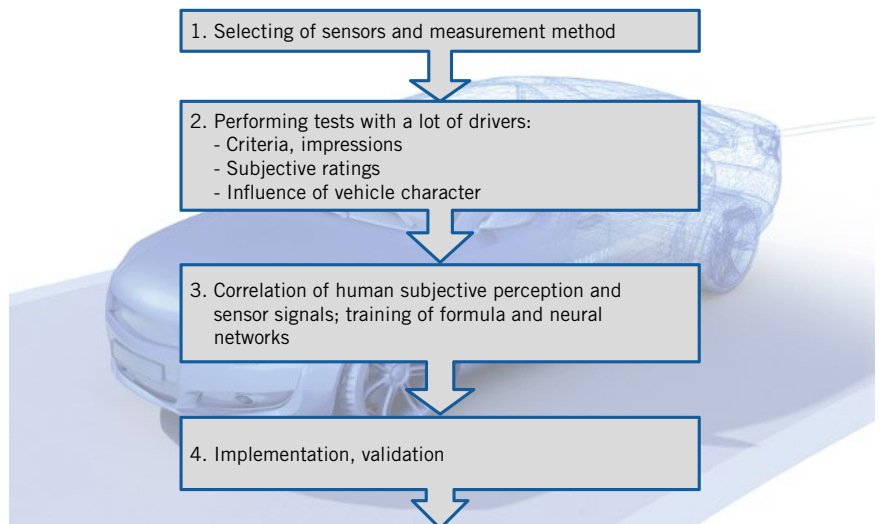 1. Selecting of sensors and measurement method
2. Performing tests with a lot of drivers:
- Criteria, impressions
- Subjective ratings
- Influence of vehicle character
3. Correlation of human subjective perception and
sensor signals; training of formula and neural
networks
4. Implementation, validation